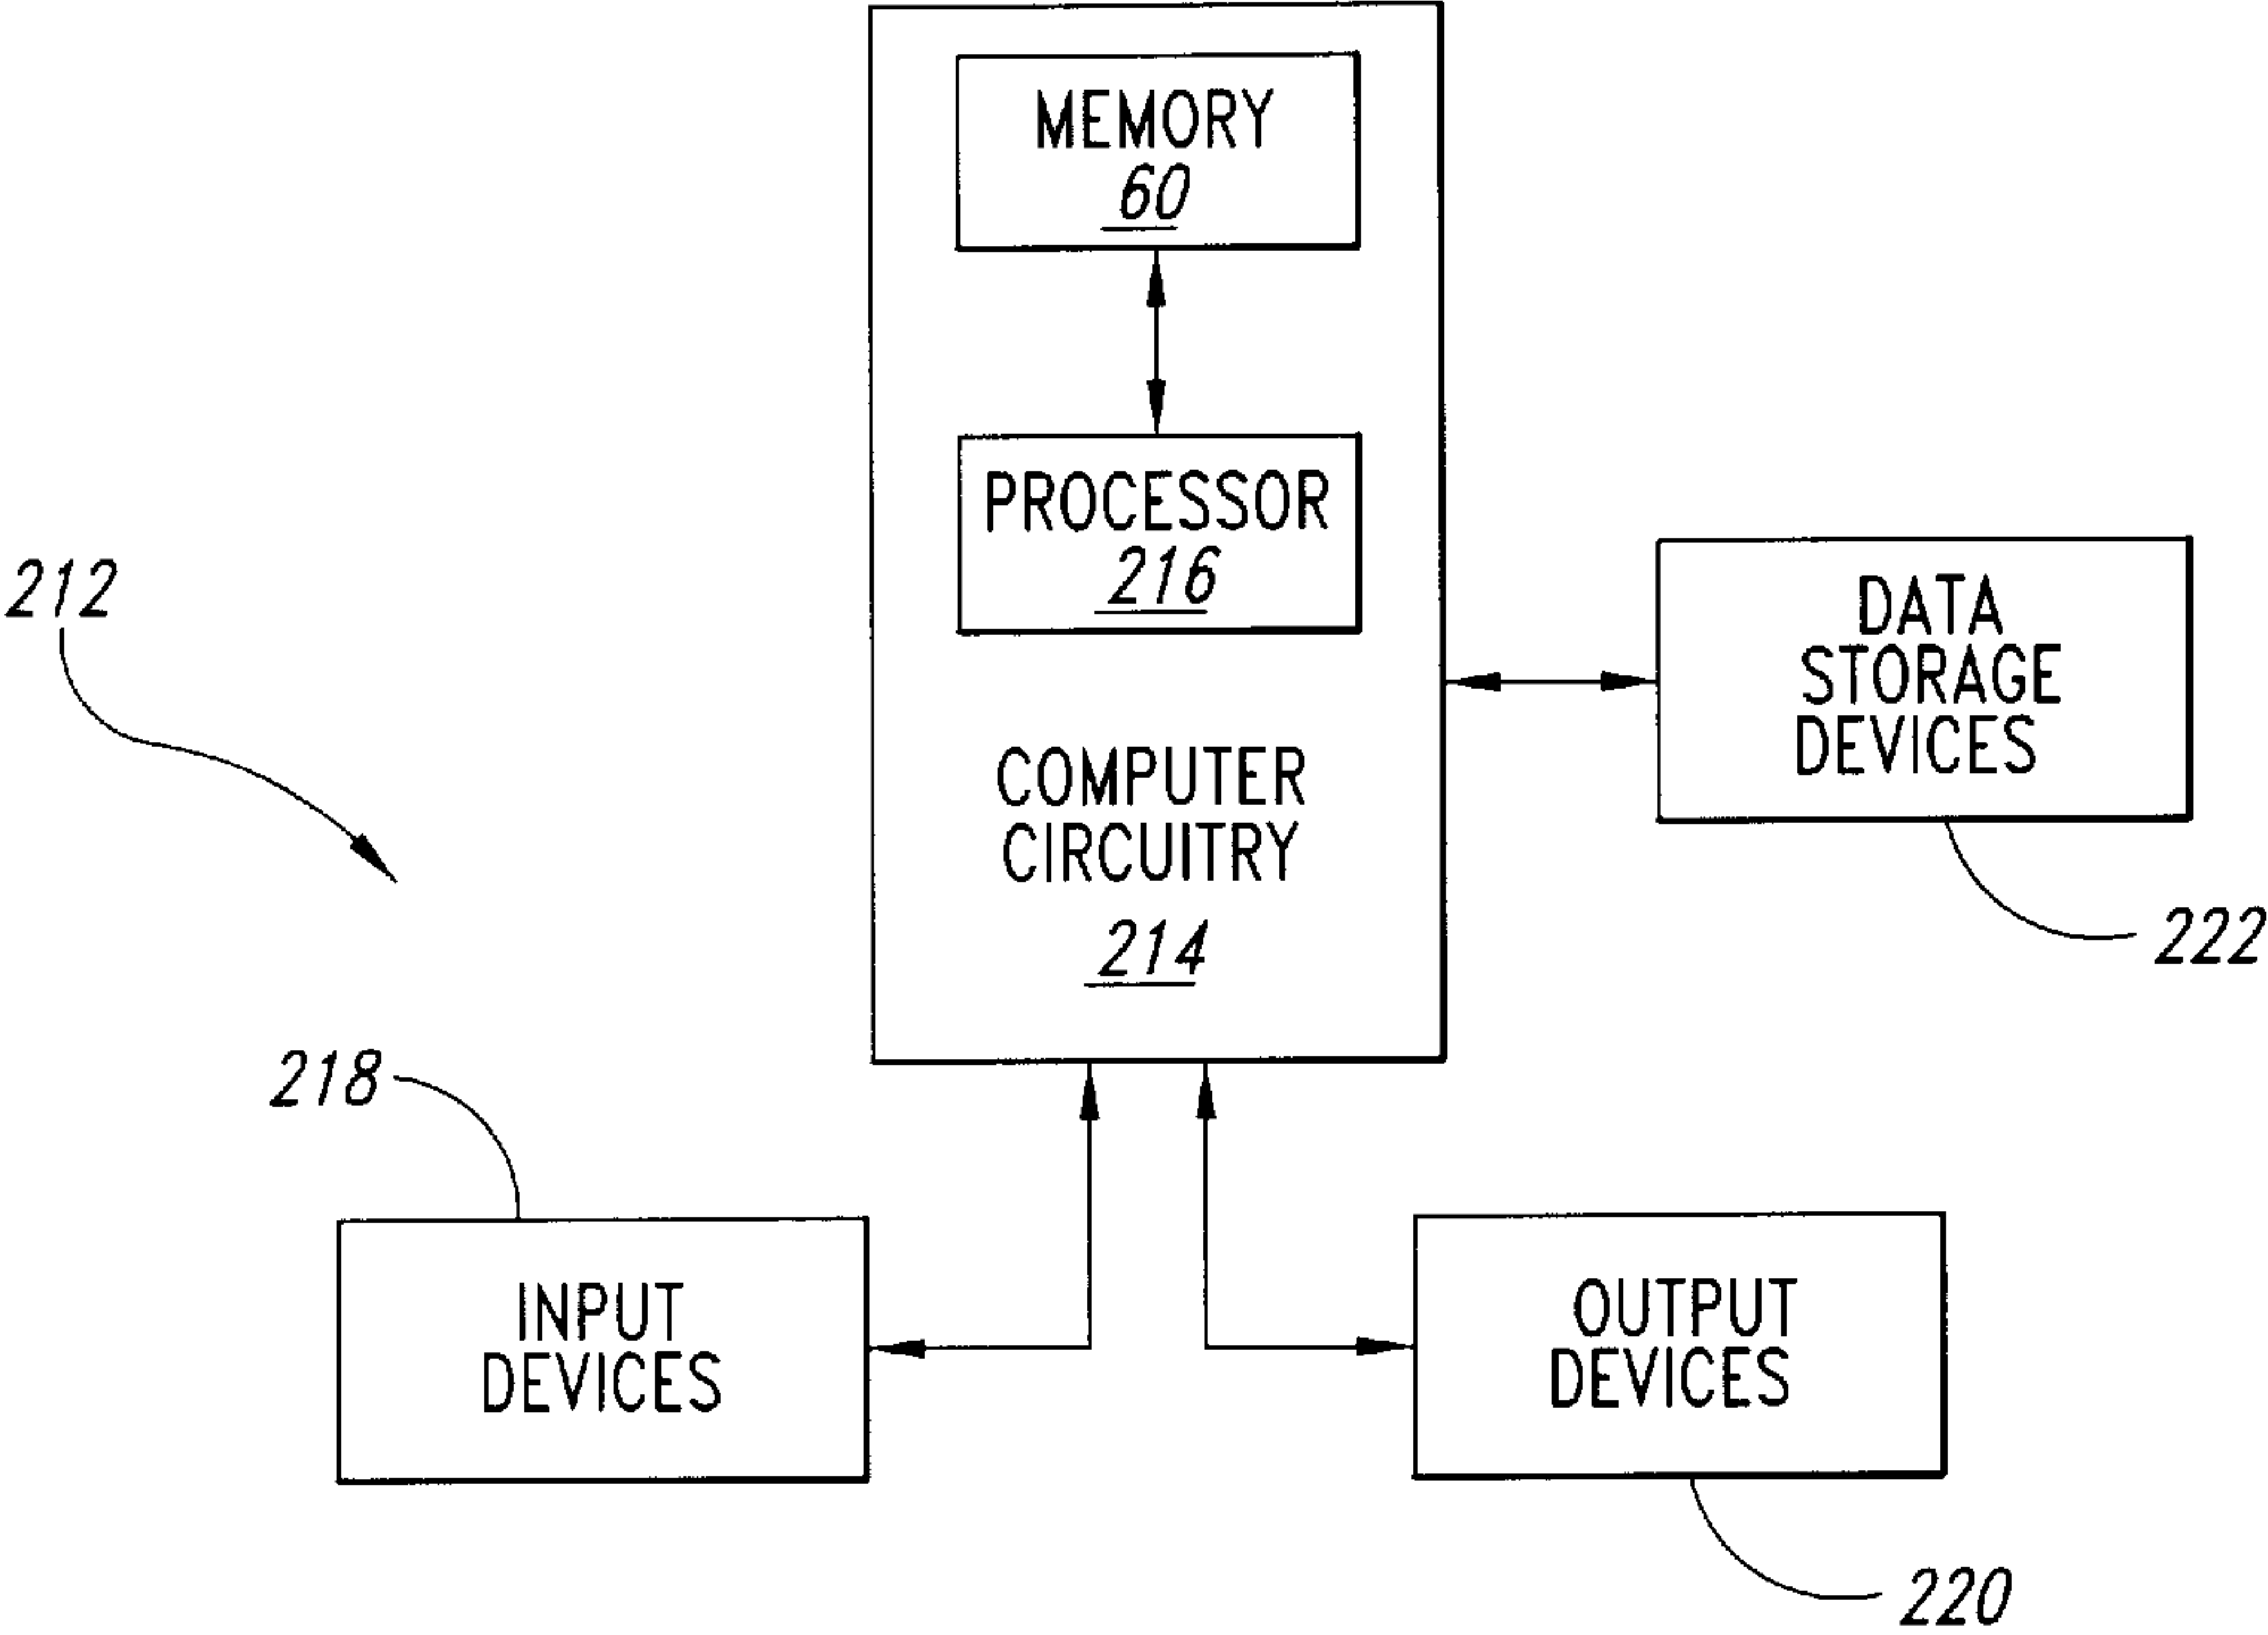 MEMORY
60
PROCESSOR
216
212
DATA
STORAGE
DEVICES
COMPUTER
CIRCUITRY
214
222
218
INPUT
DEVICES
OUTPUT
DEVICES
220